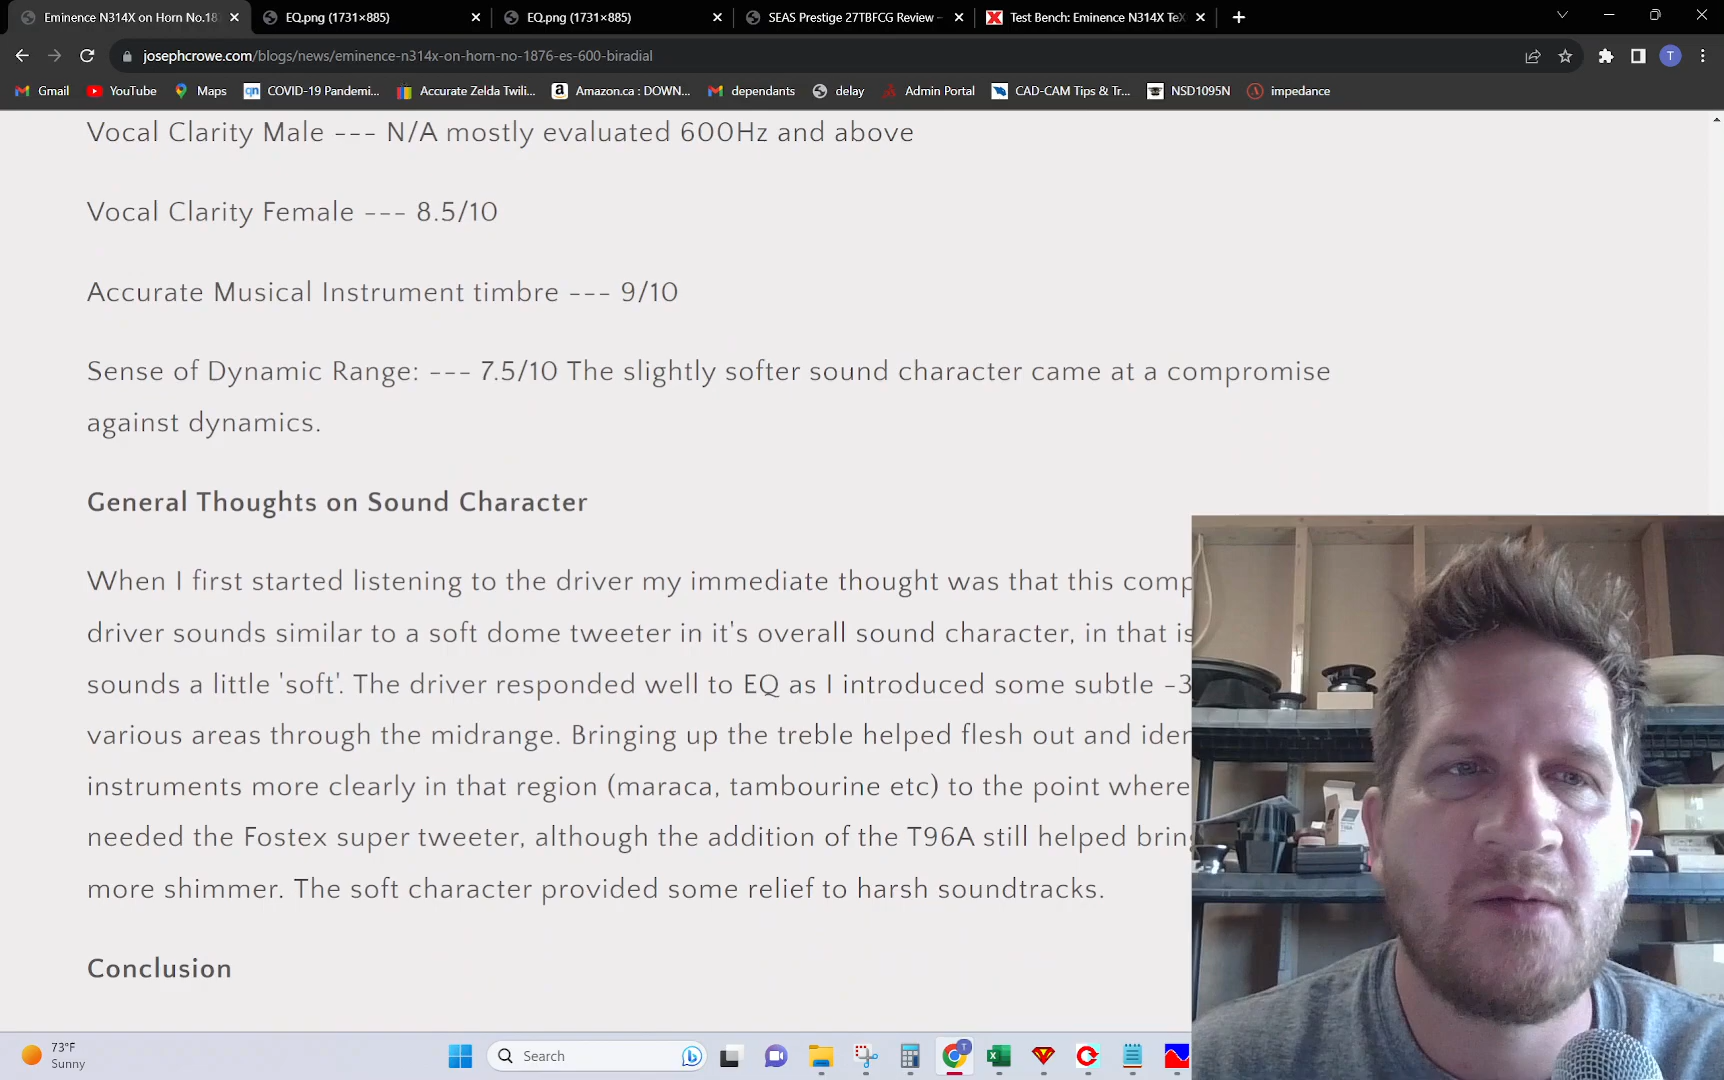 Eminence N314X on Horn No.187
EQ.png (1731×885)
EQ.png (1731×885)
SEAS Prestige 27TBFCG Review –
Test Bench: Eminence N314X TeX
josephcrowe.com/blogs/news/eminence-n314x-on-horn-no-1876-es-600-biradial
T
Gmail
YouTube
Maps
qn
COVID-19 Pandemi...
Accurate Zelda Twili...
Amazon.ca : DOWN...
dependants
delay
Admin Portal
CAD-CAM Tips & Tr...
NSD1095N
impedance
Vocal Clarity Male --- N/A mostly evaluated 600Hz and above
Vocal Clarity Female --- 8.5/10
Accurate Musical Instrument timbre --- 9/10
Sense of Dynamic Range: --- 7.5/10 The slightly softer sound character came at a compromise
against dynamics.
General Thoughts on Sound Character
When I first started listening to the driver my immediate thought was that this comp
driver sounds similar to a soft dome tweeter in it's overall sound character, in that is
sounds a little 'soft'. The driver responded well to EQ as I introduced some subtle -3
various areas through the midrange. Bringing up the treble helped flesh out and iden
instruments more clearly in that region (maraca, tambourine etc) to the point where
needed the Fostex super tweeter, although the addition of the T96A still helped bring
more shimmer. The soft character provided some relief to harsh soundtracks.
Conclusion
73°F
Sunny
Search
T